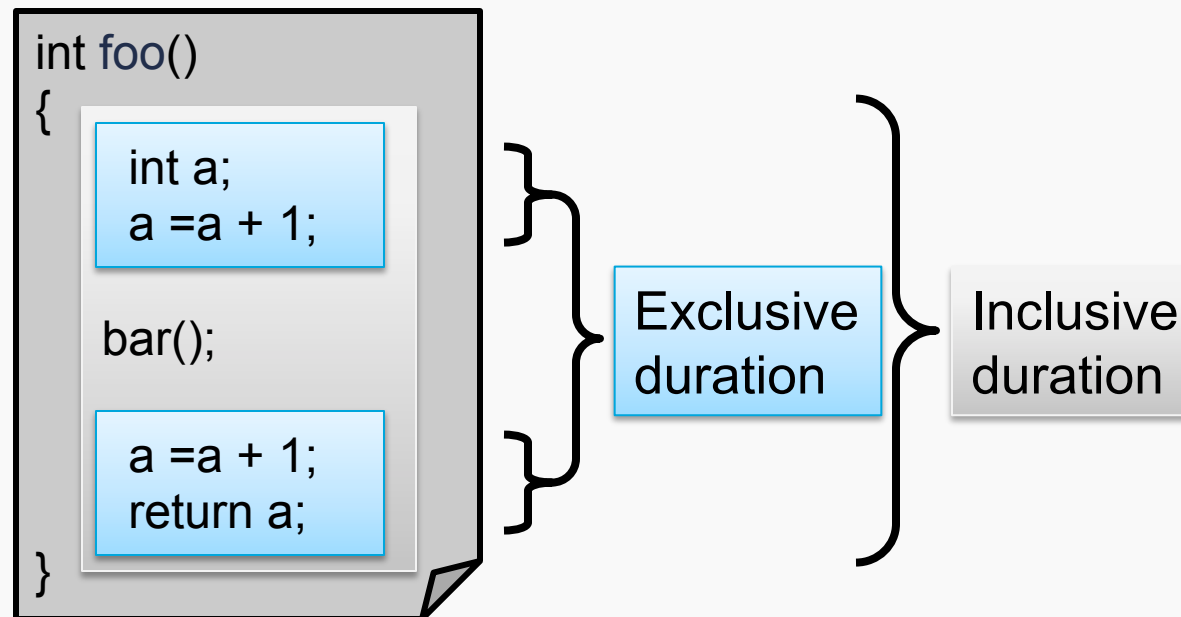 int foo()
{
int a;
a =a + 1;
bar();
a =a + 1;
return a;
}
Exclusive
duration
Inclusive
duration